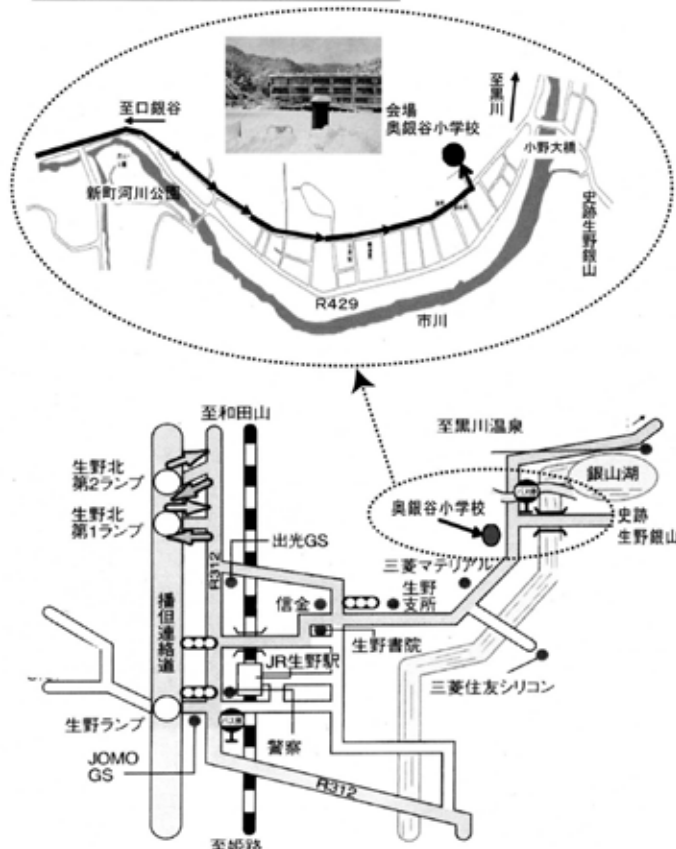 至口銀谷
会場
奥銀谷小学校
至黒川
小野大橋
新町河川公園
史跡生野銀山
R429
市川
至和田山
至黒川温泉
生野北
第2ランプ
銀山湖
バス停
奥銀谷小学校
生野北
第1ランプ
史跡
生野銀山
出光GS
R312
三菱マテリアル
信金
生野
支所
播但連絡道
生野書院
JR生野駅
三菱住友シリコン
生野ランプ
バス停
警察
JOMO
GS
R312
至姫路